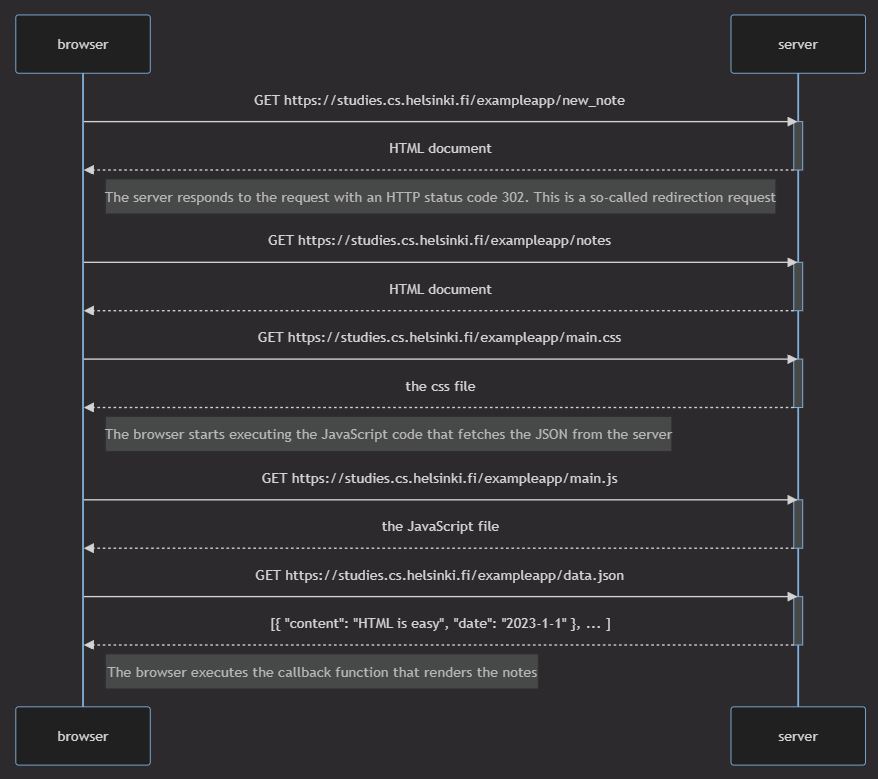 browser
server
GET https://studies.cs.helsinki.fi/exampleapp/new_note
HTML document
The server responds to the request with an HTTP status code 302. This is a so-called redirection request
GET https://studies.cs.helsinki.fi/exampleapp/notes
HTML document
GET https://studies.cs.helsinki.fi/exampleapp/main.css
the css file
The browser starts executing the JavaScript code that fetches the JSON from the server
GET https://studies.cs.helsinki.fi/exampleapp/main.js
the JavaScript file
GET https://studies.cs.helsinki.fi/exampleapp/data.json
[{ "content": "HTML is easy", "date": "2023-1-1" }, ... ]
The browser executes the callback function that renders the notes
browser
server